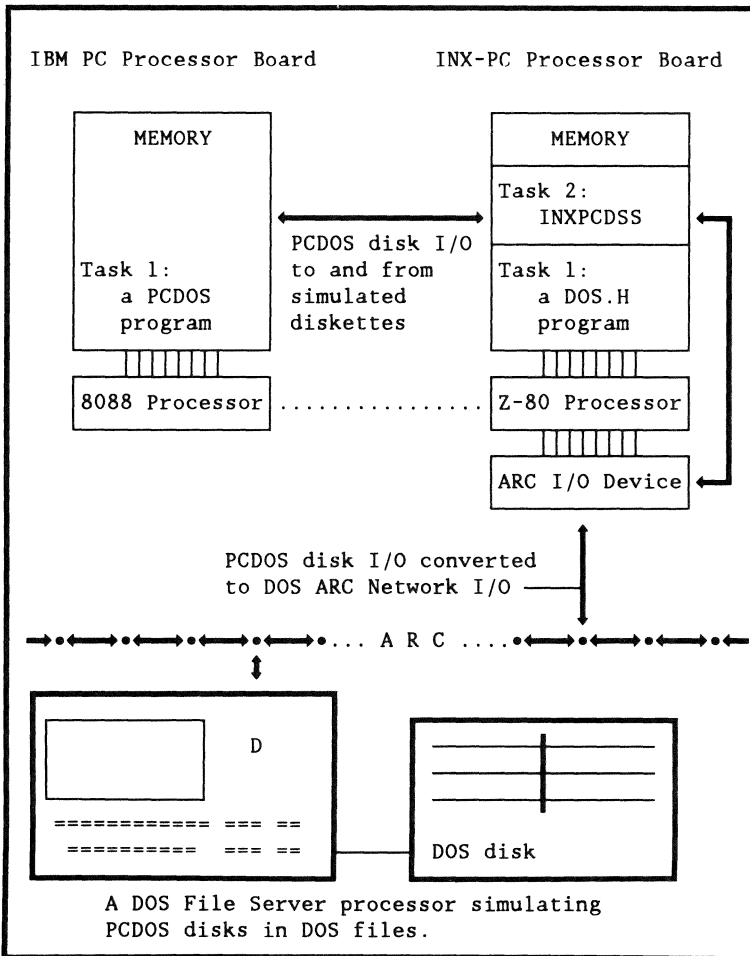 IBM PC Processor Board
INX-PC Processor Board
MEMORY
Task 1:
a PCDOS
program
8088 Processor
PCDOS disk I/O
to and from
simulated
diskettes
MEMORY
Task 2:
INXPCDSS
Task 1:
a DOS.H
program
Z-80 Processor
ARC I/O Device
PCDOS disk I/O converted
to DOS ARC Network I/O
... A R C ....
D
=========== === ==
========== === ==
DOS disk
A DOS File Server processor simulating
PCDOS disks in DOS files.